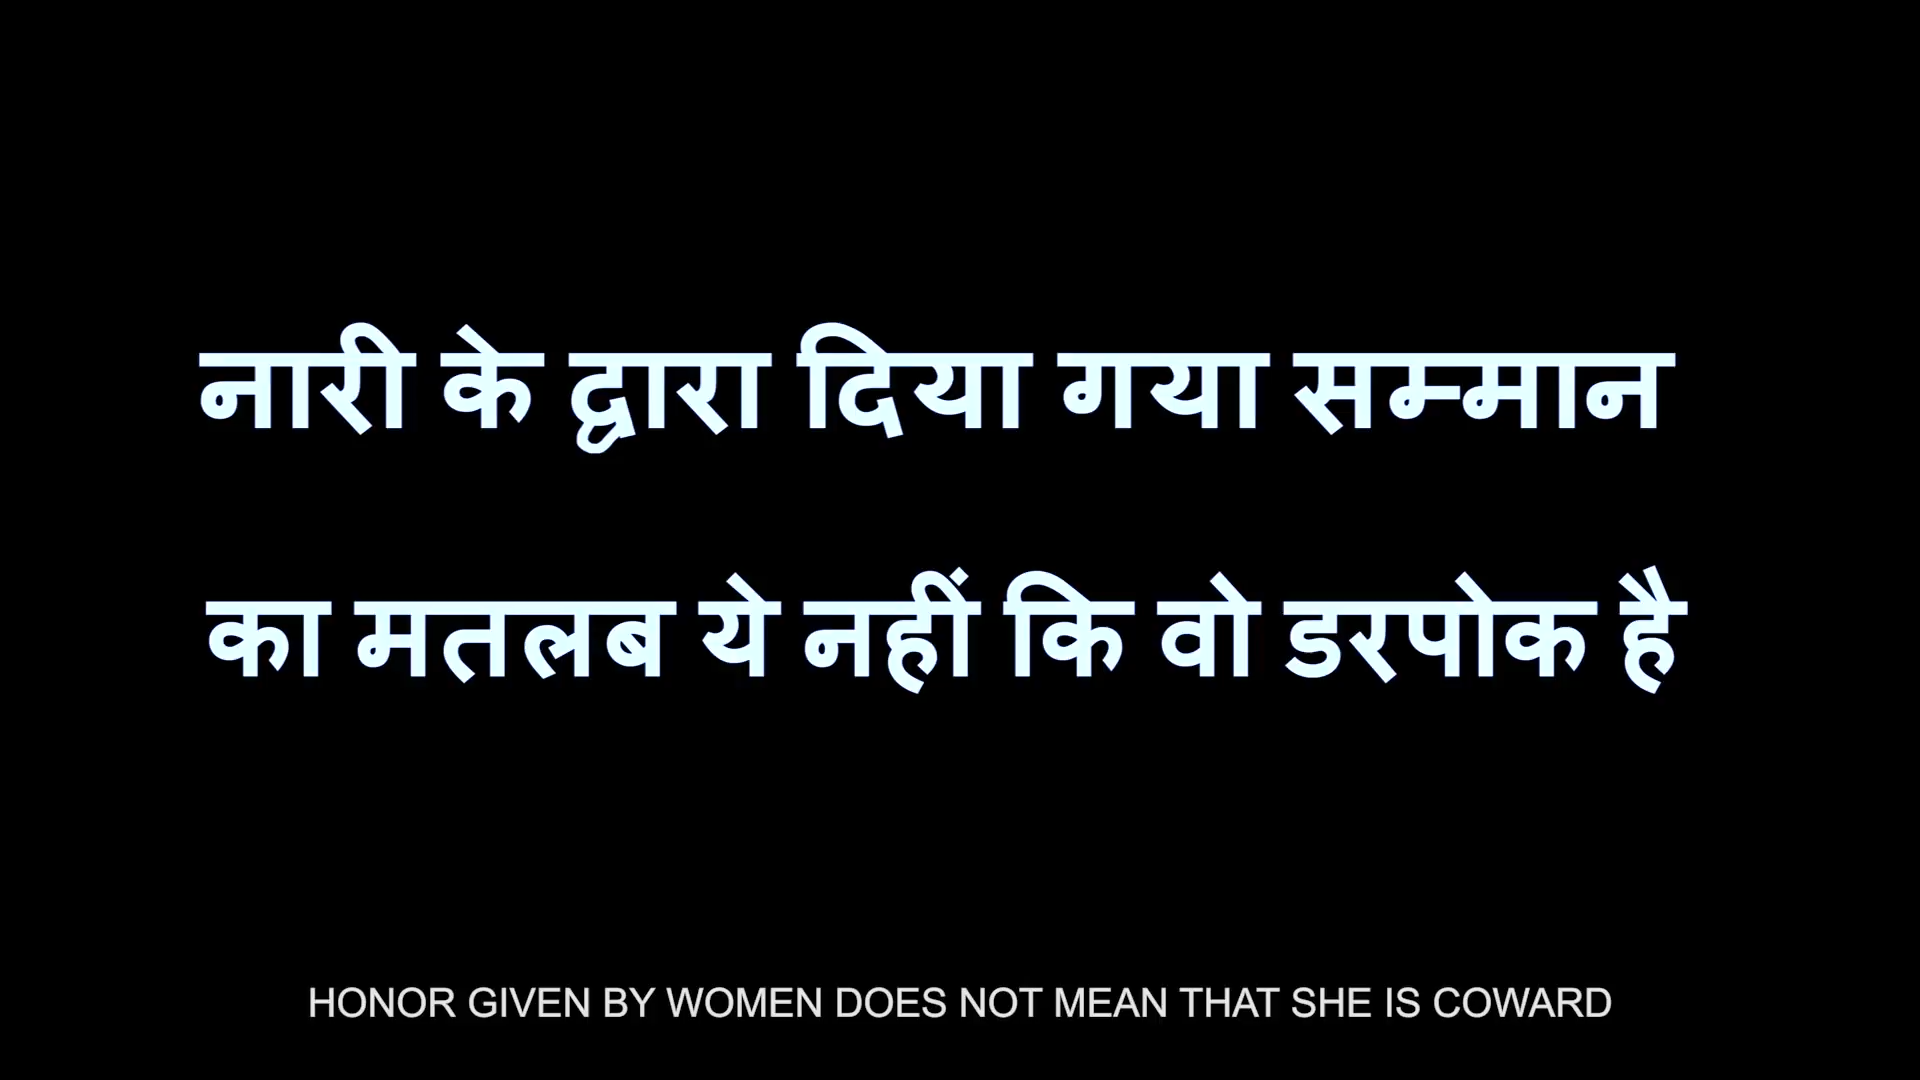 नारी के द्वारा दिया गया सम्मान
का मतलब ये नहीं कि वो डरपोक है
HONOR GIVEN BY WOMEN DOES NOT MEAN THAT SHE IS COWARD